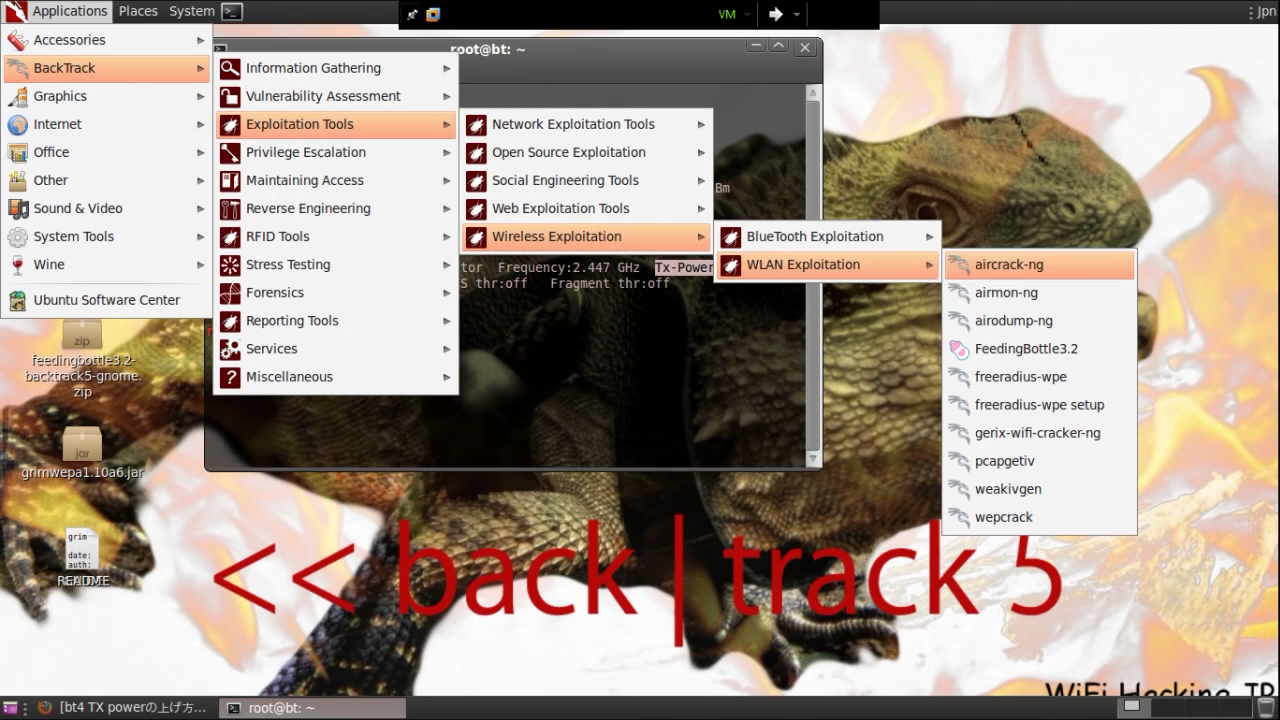 Applications Places System
VM
Jpn
Accessories
BackTrack
Graphics
Internet
Office
Other
Sound & Video
System Tools
Wine
Ubuntu Software Center
Information Gathering
Vulnerability Assessment
Exploitation Tools
Privilege Escalation
Maintaining Access
Reverse Engineering
RFID Tools
Stress Testing
Forensics
Reporting Tools
Services
Miscellaneous
root@bt: ~
Network Exploitation Tools
Open Source Exploitation
Social Engineering Tools
Web Exploitation Tools
Wireless Exploitation
Bm
tor Frequency:2.447 GHz Tx-Power
S thr:off Fragment thr:off
BlueTooth Exploitation
WLAN Exploitation
aircrack-ng
airmon-ng
airodump-ng
FeedingBottle3.2
freeradius-wpe
freeradius-wpe setup
gerix-wifi-cracker-ng
pcapgetiv
weakivgen
wepcrack
zip
feedingbottle3.2-
backtrack5-gnome.
zip
jar
grimwepa1.10a6.jar
grim
date:
auth:
README
<< back | track 5
WiFi Hacking JP
[bt4 TX powerの上げ方...
root@bt: ~